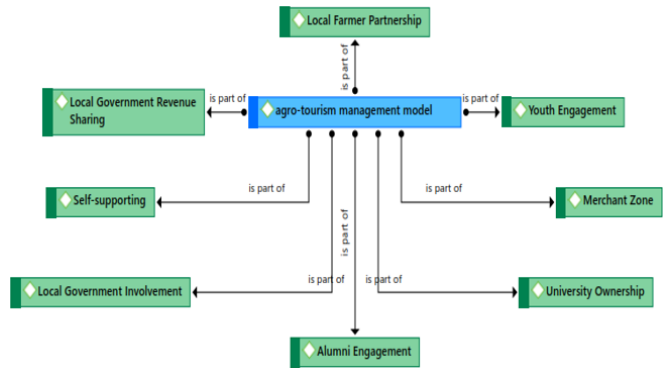 Local Farmer Partnership
is part of
Local Government Revenue
Sharing
is part of
agro-tourism management model
is part of
Youth Engagement
Self-supporting
is part of
is part of
is part of
Merchant Zone
Local Government Involvement
is part of
is part of
University Ownership
Alumni Engagement